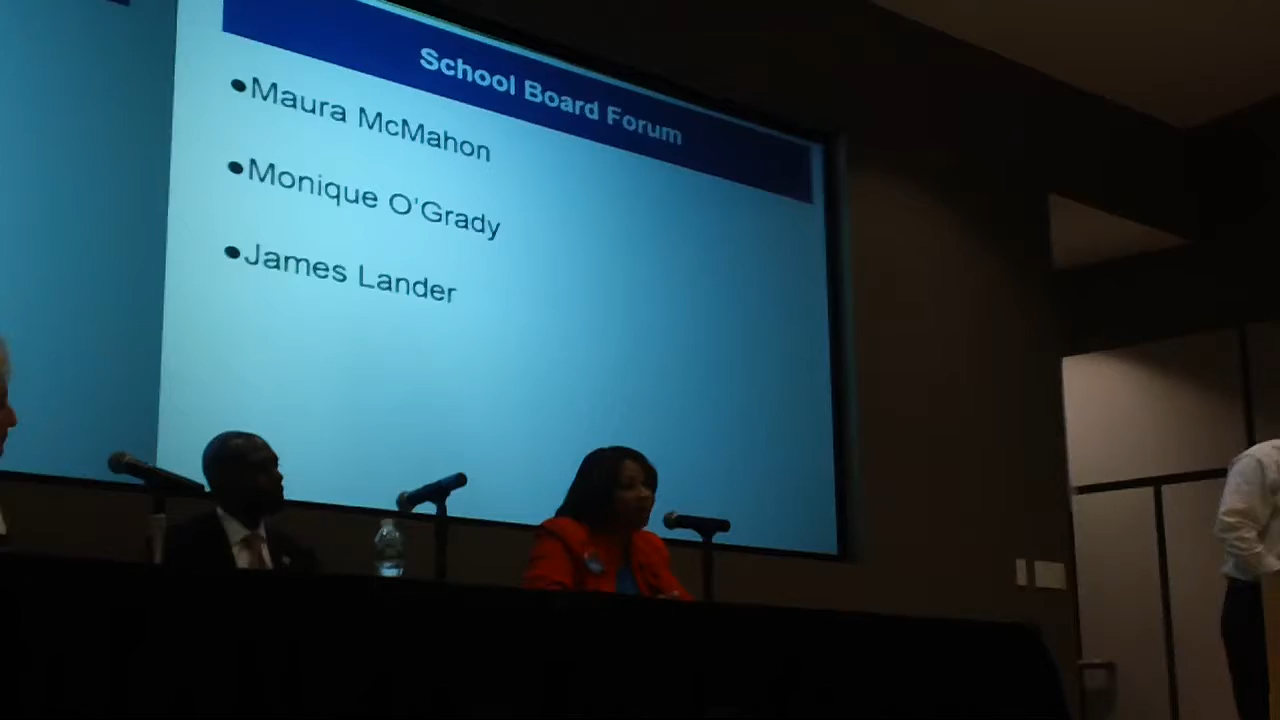 School Board Forum
•Maura McMahon
•Monique O'Grady
•James Lander